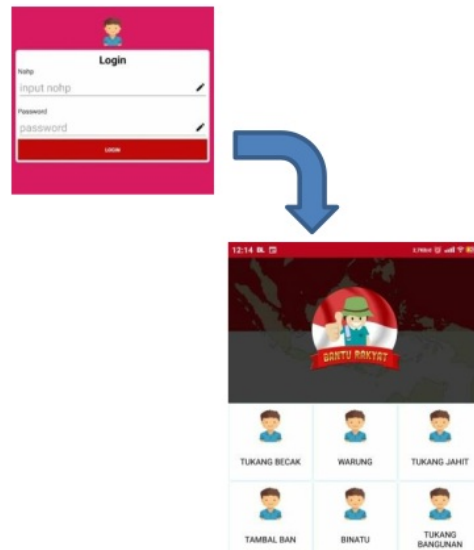 Login
Nohp
input nohp
Password
password
LOGIN
12:14
BANTU RAKYAT
TUKANG BECAK
WARUNG
TUKANG JAHIT
TAMBAL BAN
BINATU
TUKANG
BANGUNAN